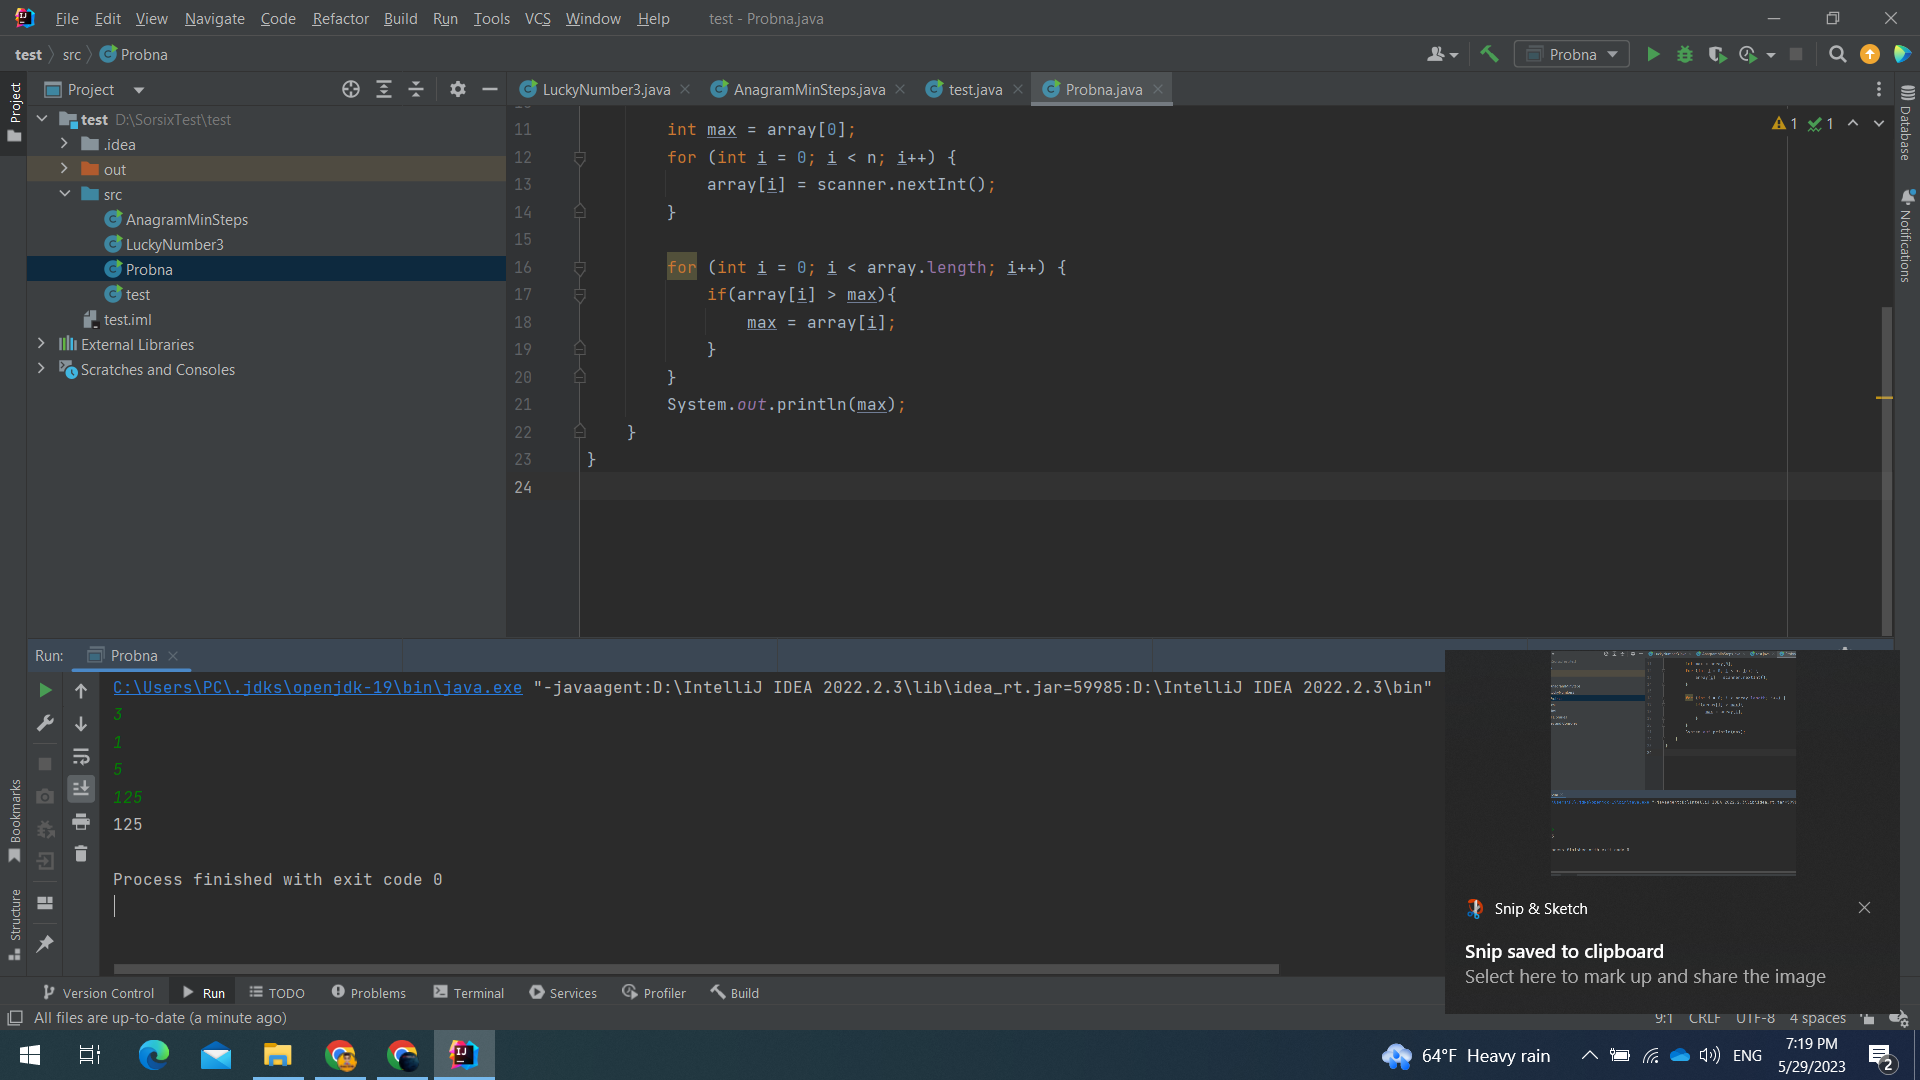 File Edit View Navigate Code Refactor Build Run Tools VCS Window Help test - Probna.java
test src Probna
Probna
Project
Project
LuckyNumber3.java AnagramMinSteps.java test.java Probna.java
test D:\SorsixTest\test
.idea
out
src
AnagramMinSteps
LuckyNumber3
Probna
test
test.iml
External Libraries
Scratches and Consoles
11 int max = array[0];
12 for (int i = 0; i < n; i++) {
13 array[i] = scanner.nextInt();
14 }
15
16 for (int i = 0; i < array.length; i++) {
17 if(array[i] > max){
18 max = array[i];
19 }
20 }
21 System.out.println(max);
22 }
23 }
24
1 1
Database
Notifications
Run: Probna
C:\Users\PC\.jdks\openjdk-19\bin\java.exe "-javaagent:D:\IntelliJ IDEA 2022.2.3\lib\idea_rt.jar=59985:D:\IntelliJ IDEA 2022.2.3\bin"
3
1
5
125
125
Process finished with exit code 0
Bookmarks
Structure
Snip & Sketch
Snip saved to clipboard
Select here to mark up and share the image
Version Control Run TODO Problems Terminal Services Profiler Build
All files are up-to-date (a minute ago)
9:1 CRLF UTF-8 4 spaces
64°F Heavy rain ENG
7:19 PM
5/29/2023
2